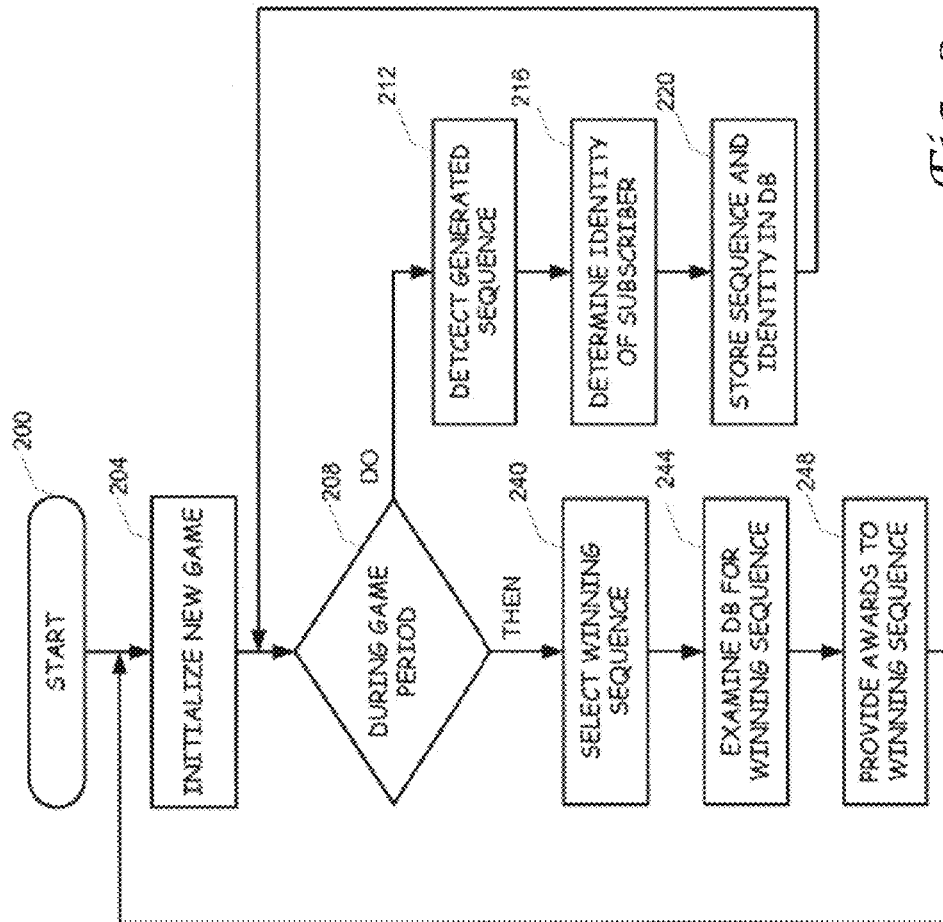 START
200
INITIALIZE NEW GAME
204
DURING GAME
PERIOD
208
DO
THEN
DETCECT GENERATED
SEQUENCE
212
DETERMINE IDENTITY
OF SUBSCRIBER
216
STORE SEQUENCE AND
IDENTITY IN DB
220
SELECT WINNING
SEQUENCE
240
EXAMINE DB FOR
WINNING SEQUENCE
244
PROVIDE AWARDS TO
WINNING SEQUENCE
248